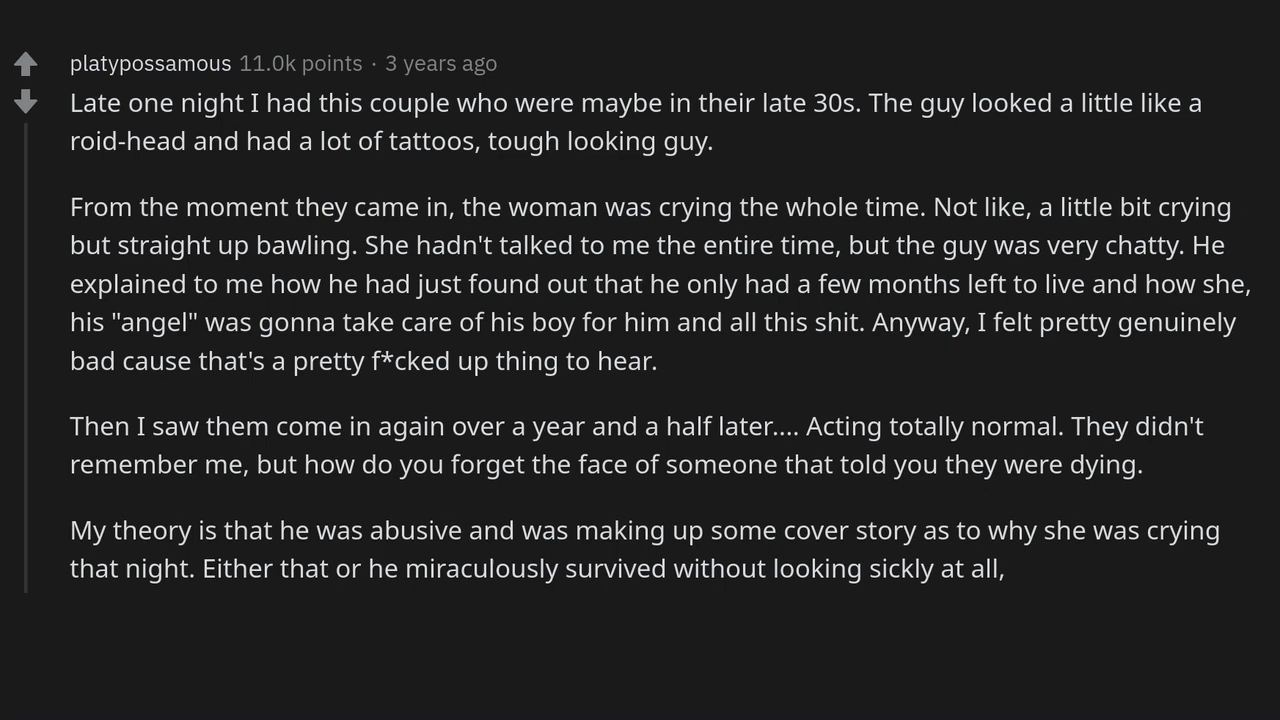 platypossamous 11.0k points · 3 years ago
Late one night I had this couple who were maybe in their late 30s. The guy looked a little like a
roid-head and had a lot of tattoos, tough looking guy.
From the moment they came in, the woman was crying the whole time. Not like, a little bit crying
but straight up bawling. She hadn't talked to me the entire time, but the guy was very chatty. He
explained to me how he had just found out that he only had a few months left to live and how she,
his "angel" was gonna take care of his boy for him and all this shit. Anyway, I felt pretty genuinely
bad cause that's a pretty f*cked up thing to hear.
Then I saw them come in again over a year and a half later.... Acting totally normal. They didn't
remember me, but how do you forget the face of someone that told you they were dying.
My theory is that he was abusive and was making up some cover story as to why she was crying
that night. Either that or he miraculously survived without looking sickly at all,